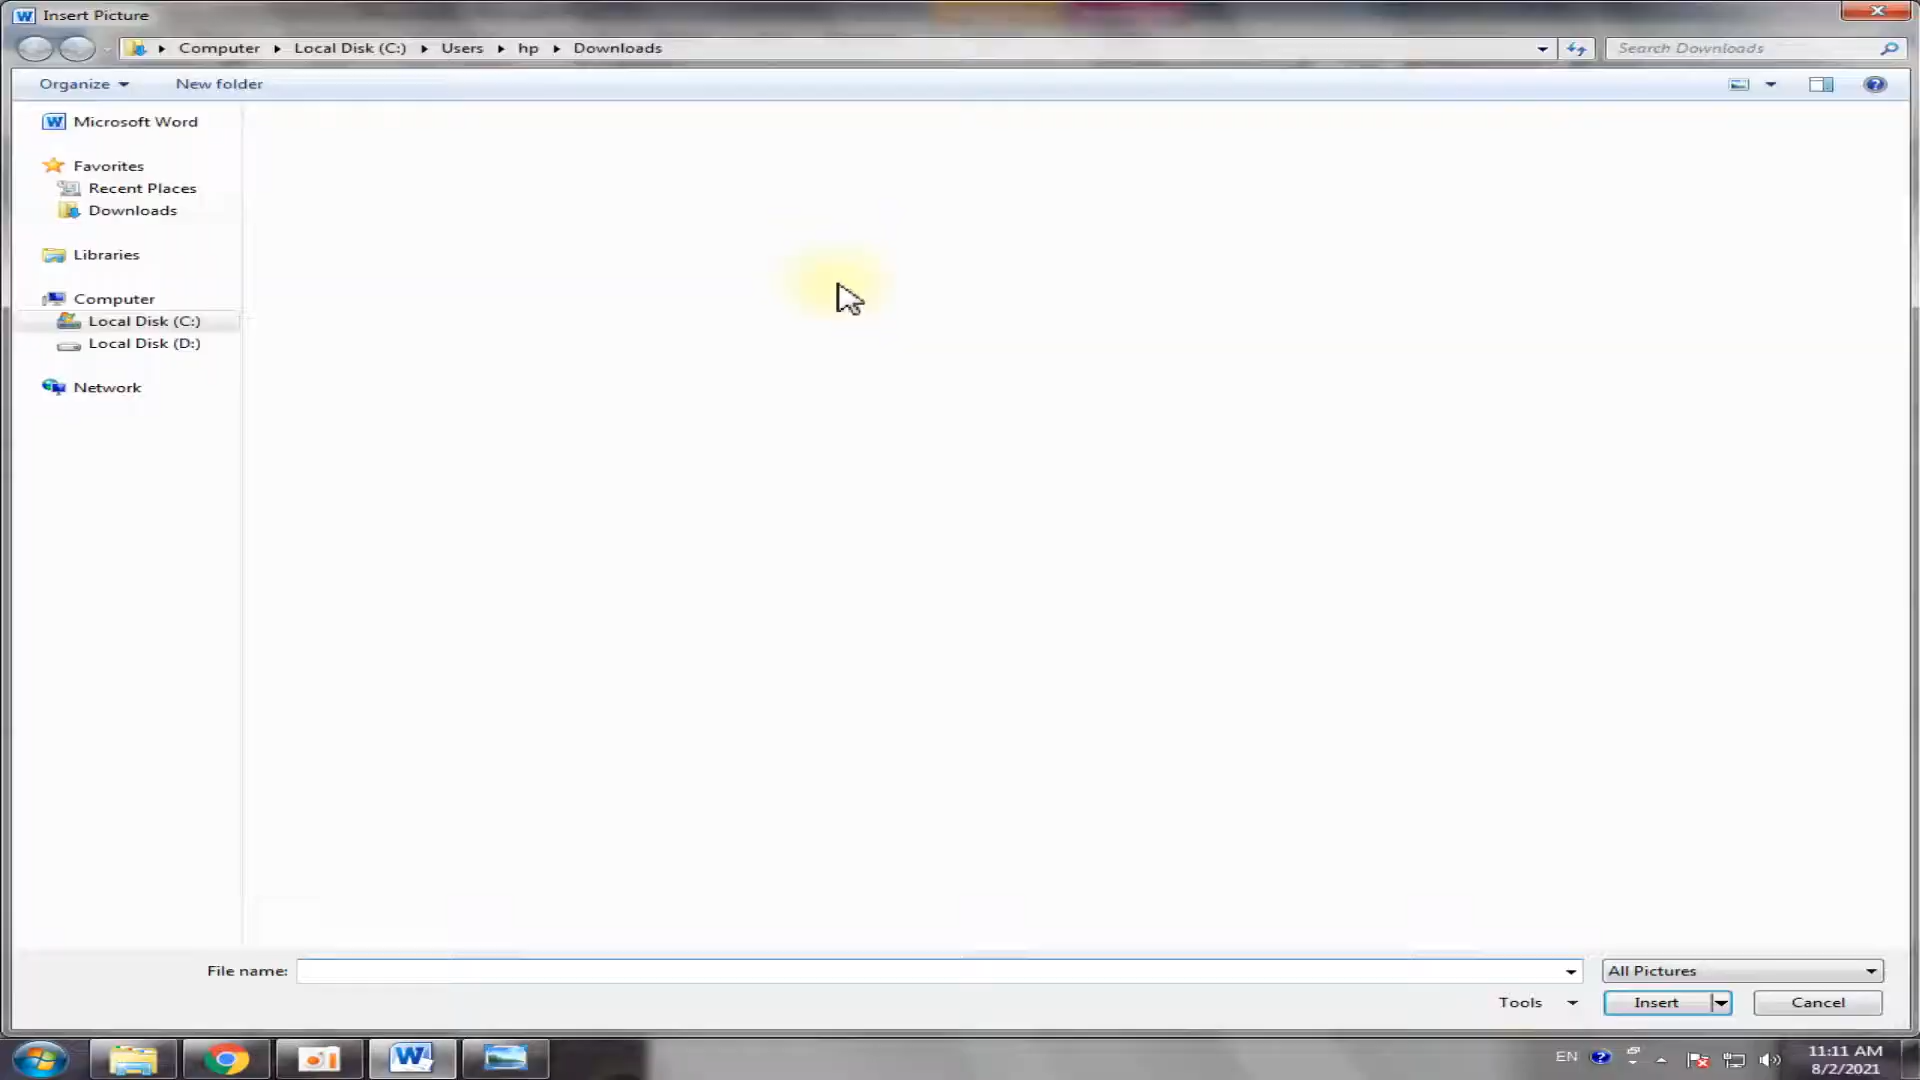 Insert Picture
Computer Local Disk (C:) Users hp Downloads
Search Downloads
Organize New folder
Microsoft Word
Favorites
Recent Places
Downloads
Libraries
Computer
Local Disk (C:)
Local Disk (D:)
Network
File name:
All Pictures
Tools Insert Cancel
EN
11:11 AM
8/2/2021